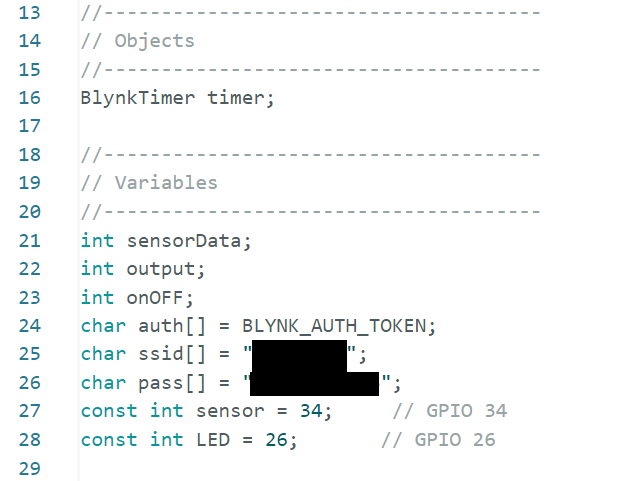 13 //--------------------------------------
14 // Objects
15 //--------------------------------------
16 BlynkTimer timer;
17
18 //--------------------------------------
19 // Variables
20 //--------------------------------------
21 int sensorData;
22 int output;
23 int onOFF;
24 char auth[] = BLYNK_AUTH_TOKEN;
25 char ssid[] = "";
26 char pass[] = "";
27 const int sensor = 34;     // GPIO 34
28 const int LED = 26;       // GPIO 26
29